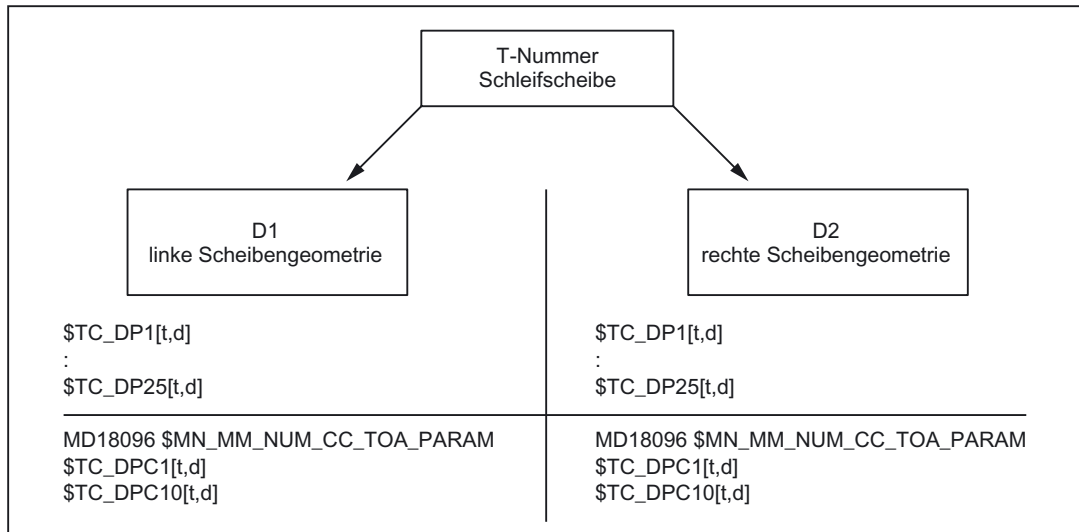 T-Nummer
Schleifscheibe
D1
linke Scheibengeometrie
D2
rechte Scheibengeometrie
$TC_DP1[t,d]
:
$TC_DP25[t,d]
$TC_DP1[t,d]
:
$TC_DP25[t,d]
MD18096 $MN_MM_NUM_CC_TOA_PARAM
$TC_DPC1[t,d]
$TC_DPC10[t,d]
MD18096 $MN_MM_NUM_CC_TOA_PARAM
$TC_DPC1[t,d]
$TC_DPC10[t,d]